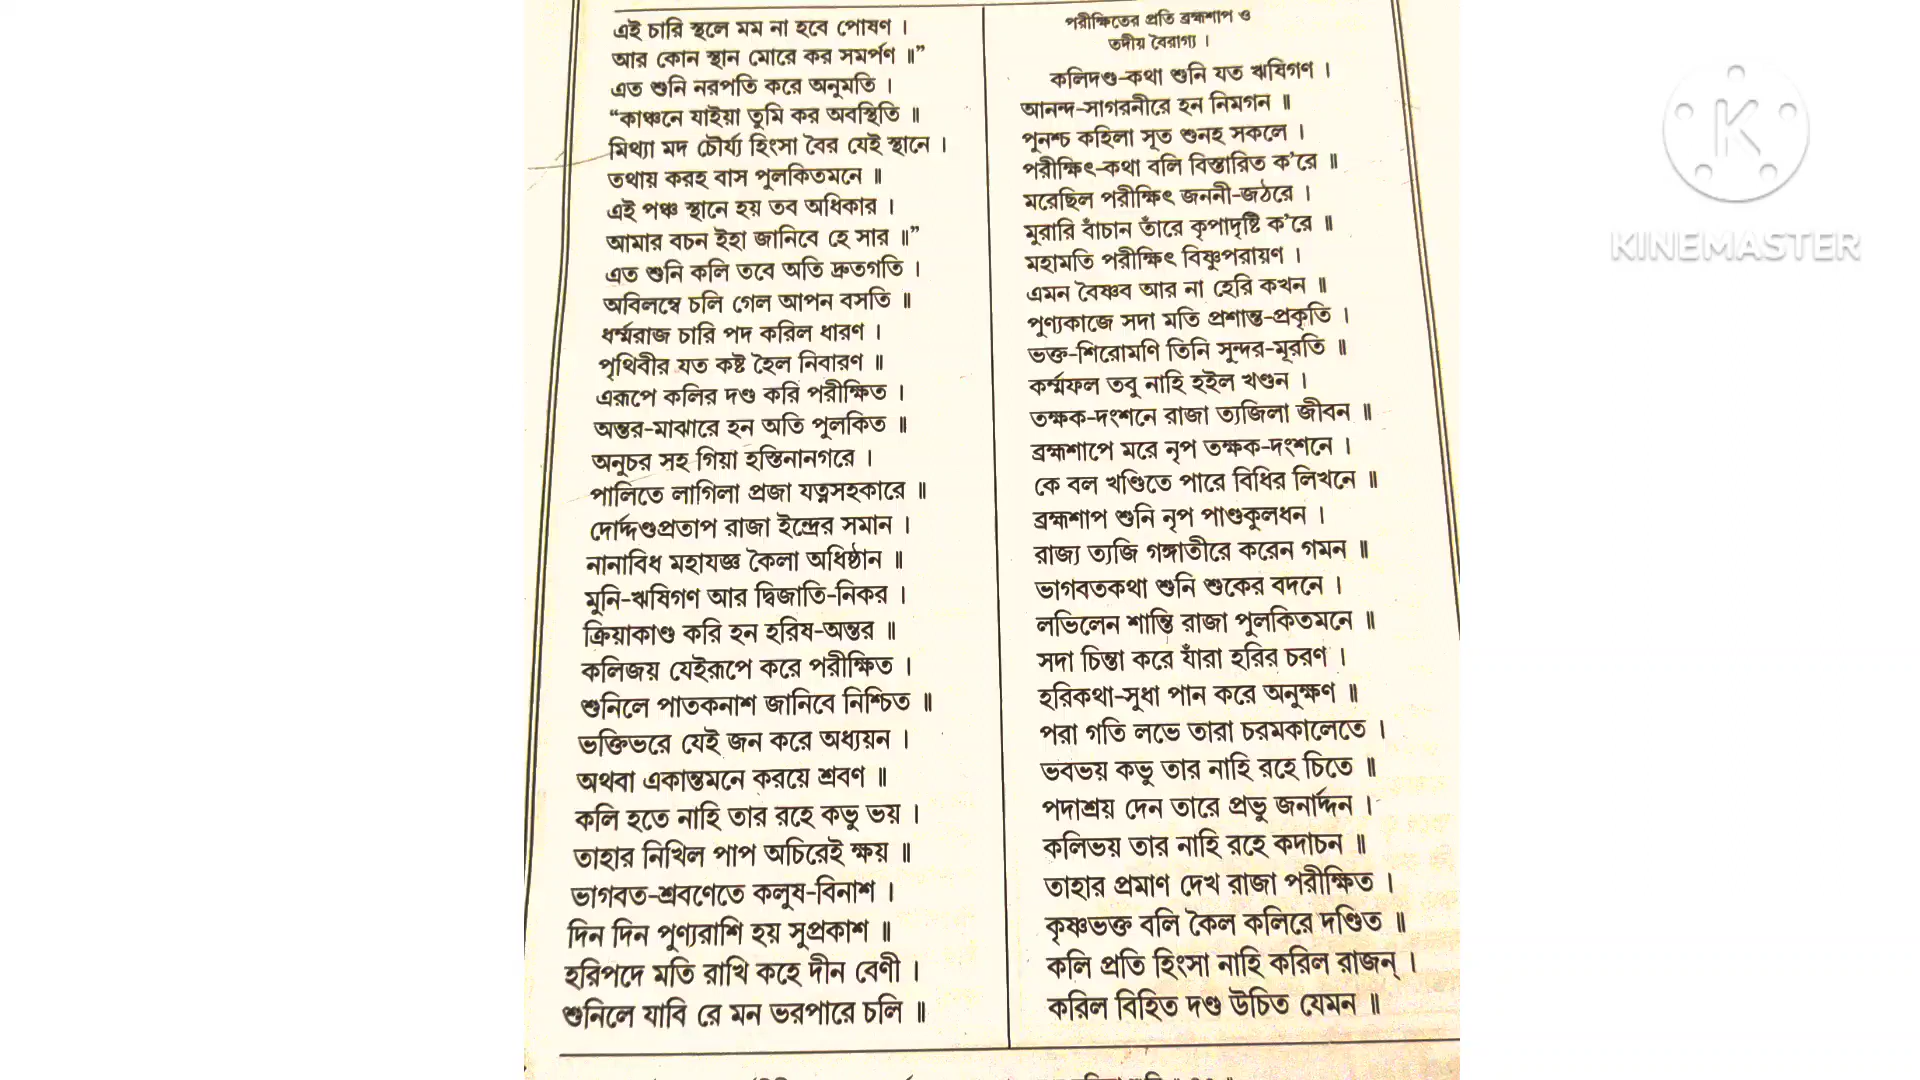 এই চারি স্থলে মম না হবে পোষণ ।
আর কোন স্থান মোরে কর সমর্পণ ॥”
এত শুনি নরপতি করে অনুমতি ।
“কাঞ্চনে যাইয়া তুমি কর অবস্থিতি ॥
মিথ্যা মদ চৌর্য্য হিংসা বৈর যেই স্থানে ।
তথায় করহ বাস পুলকিতমনে ॥
এই পঞ্চ স্থানে হয় তব অধিকার ।
আমার বচন ইহা জানিবে হে সার ॥”
এত শুনি কলি তবে অতি দ্রুতগতি ।
অবিলম্বে চলি গেল আপন বসতি ॥
ধর্ম্মরাজ চারি পদ করিল ধারণ ।
পৃথিবীর যত কষ্ট হৈল নিবারণ ॥
এরূপে কলির দণ্ড করি পরীক্ষিত ।
অন্তর-মাঝারে হন অতি পুলকিত ॥
অনুচর সহ গিয়া হস্তিনানগরে ।
পালিতে লাগিলা প্রজা যত্নসহকারে ॥
দোর্দ্দণ্ডপ্রতাপ রাজা ইন্দ্রের সমান ।
নানাবিধ মহাযজ্ঞ কৈলা অধিষ্ঠান ॥
মুনি-ঋষিগণ আর দ্বিজাতি-নিকর ।
ক্রিয়াকাণ্ড করি হন হরিষ-অন্তর ॥
কলিজয় যেইরূপে করে পরীক্ষিত ।
শুনিলে পাতকনাশ জানিবে নিশ্চিত ॥
ভক্তিভরে যেই জন করে অধ্যয়ন ।
অথবা একান্তমনে করয়ে শ্রবণ ॥
কলি হতে নাহি তার রহে কভু ভয় ।
তাহার নিখিল পাপ অচিরেই ক্ষয় ॥
ভাগবত-শ্রবণেতে কলুষ-বিনাশ ।
দিন দিন পুণ্যরাশি হয় সুপ্রকাশ ॥
হরিপদে মতি রাখি কহে দীন বেণী ।
শুনিলে যাবি রে মন ভরপারে চলি ॥
পরীক্ষিতের প্রতি ব্রহ্মশাপ ও
তদীয় বৈরাগ্য ।
কলিদণ্ড-কথা শুনি যত ঋষিগণ ।
আনন্দ-সাগরনীরে হন নিমগন ॥
পুনশ্চ কহিলা সূত শুনহ সকলে ।
পরীক্ষিৎ-কথা বলি বিস্তারিত ক’রে ॥
মরেছিল পরীক্ষিৎ জননী-জঠরে ।
মুরারি বাঁচান তাঁরে কৃপাদৃষ্টি ক’রে ॥
মহামতি পরীক্ষিৎ বিষ্ণুপরায়ণ ।
এমন বৈষ্ণব আর না হেরি কখন ॥
পুণ্যকাজে সদা মতি প্রশান্ত-প্রকৃতি ।
ভক্ত-শিরোমণি তিনি সুন্দর-মূরতি ॥
কর্ম্মফল তবু নাহি হইল খণ্ডন ।
তক্ষক-দংশনে রাজা ত্যজিলা জীবন ॥
ব্রহ্মশাপে মরে নৃপ তক্ষক-দংশনে ।
কে বল খণ্ডিতে পারে বিধির লিখনে ॥
ব্রহ্মশাপ শুনি নৃপ পাণ্ডুকুলধন ।
রাজ্য ত্যজি গঙ্গাতীরে করেন গমন ॥
ভাগবতকথা শুনি শুকের বদনে ।
লভিলেন শান্তি রাজা পুলকিতমনে ॥
সদা চিন্তা করে যাঁরা হরির চরণ ।
হরিকথা-সুধা পান করে অনুক্ষণ ॥
পরা গতি লভে তারা চরমকালেতে ।
ভবভয় কভু তার নাহি রহে চিতে ॥
পদাশ্রয় দেন তারে প্রভু জনার্দ্দন ।
কলিভয় তার নাহি রহে কদাচন ॥
তাহার প্রমাণ দেখ রাজা পরীক্ষিত ।
কৃষ্ণভক্ত বলি কৈল কলিরে দণ্ডিত ॥
কলি প্রতি হিংসা নাহি করিল রাজন্ ।
করিল বিহিত দণ্ড উচিত যেমন ॥
K
KINEMASTER